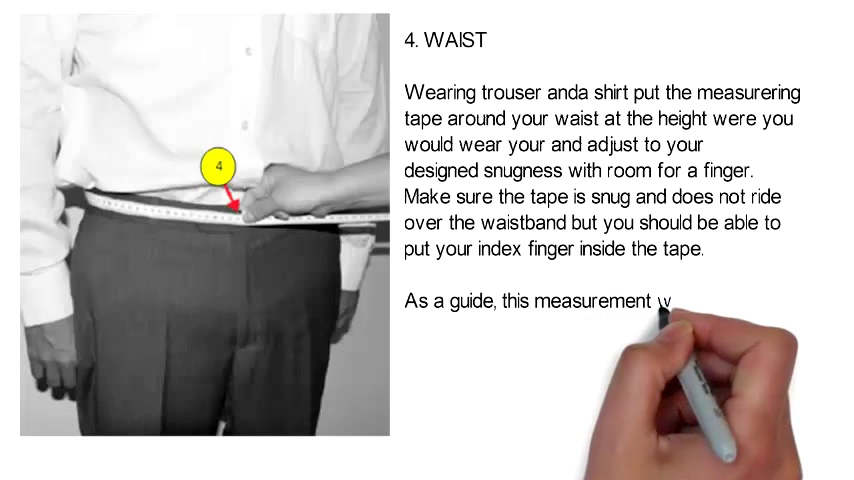 4. WAIST
Wearing trouser anda shirt put the measurering
tape around your waist at the height were you
would wear your and adjust to your
designed snugness with room for a finger.
Make sure the tape is snug and does not ride
over the waistband but you should be able to
put your index finger inside the tape.
As a guide, this measurement w
4